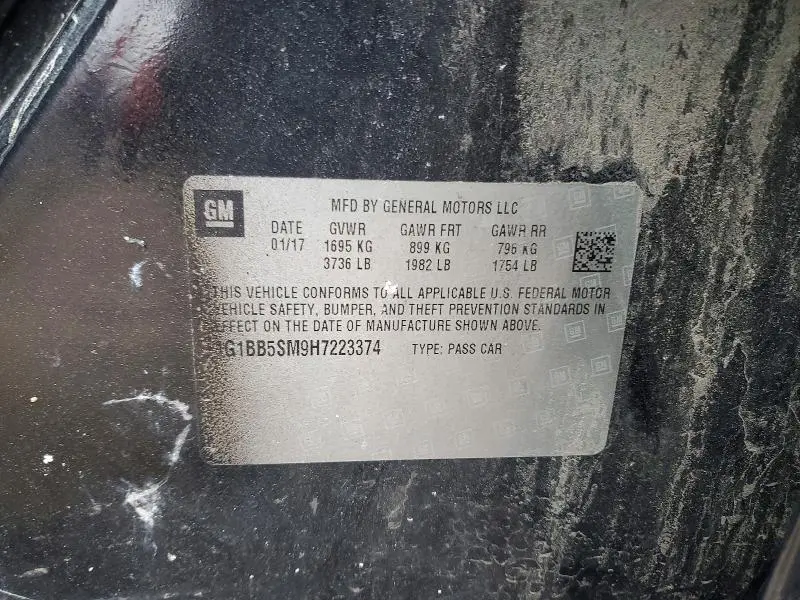 GM
MFD BY GENERAL MOTORS LLC
DATE GVWR GAWR FRT GAWR RR
01/17 1695 KG 899 KG 796 KG
3736 LB 1982 LB 1754 LB
THIS VEHICLE CONFORMS TO ALL APPLICABLE U.S. FEDERAL MOTOR
VEHICLE SAFETY, BUMPER, AND THEFT PREVENTION STANDARDS IN
EFFECT ON THE DATE OF MANUFACTURE SHOWN ABOVE.
1G1BB5SM9H7223374 TYPE: PASS CAR